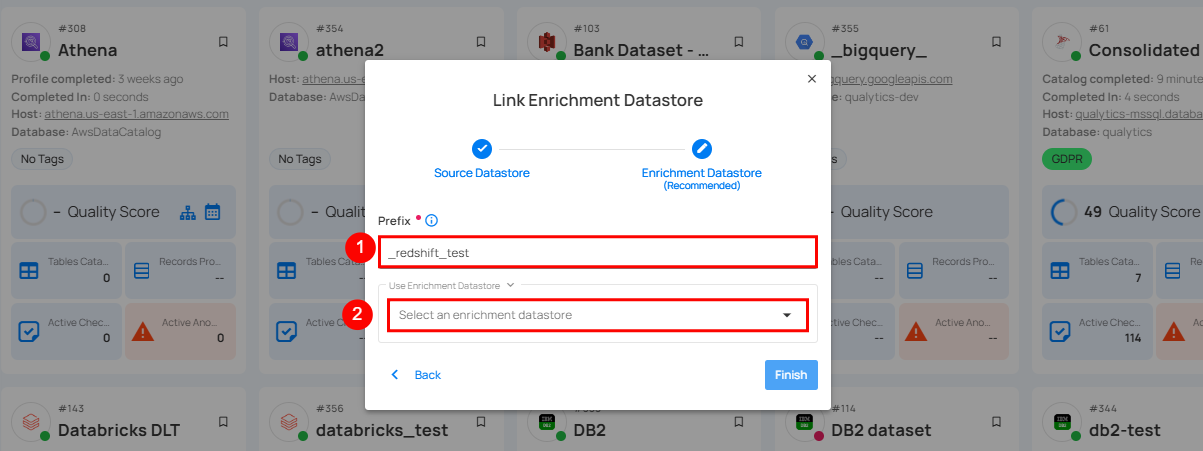 #308
Athena
Profile completed: 3 weeks ago
Completed In: 0 seconds
Host: athena.us-east-1.amazonaws.com
Database: AwsDataCatalog
No Tags
– Quality Score
Tables Cata...
0
Records Pro...
--
Active Chec...
0
Active Ano...
0
#354
athena2
Host: athena.us-e
Database: AwsDa
No Tags
– Qualit
Tables Cata
Active Chec
#103
Bank Dataset - ...
#355
_bigquery_
gquery.googleapis.com
e: qualytics-dev
Quality Score
Records Pro...
--
Active Ano...
--
#61
Consolidated
Catalog completed: 9 minute
Completed In: 4 seconds
Host: qualytics-mssql.databa
Database: qualytics
GDPR
49 Quality Score
Tables Cata...
7
Records
Active Chec...
114
Active
Link Enrichment Datastore
Source Datastore
Enrichment Datastore
(Recommended)
Prefix
1
_redshift_test
Use Enrichment Datastore
2
Select an enrichment datastore
Back
Finish
#143
Databricks DLT
#356
databricks_test
DB2
#114
DB2 dataset
#344
db2-test